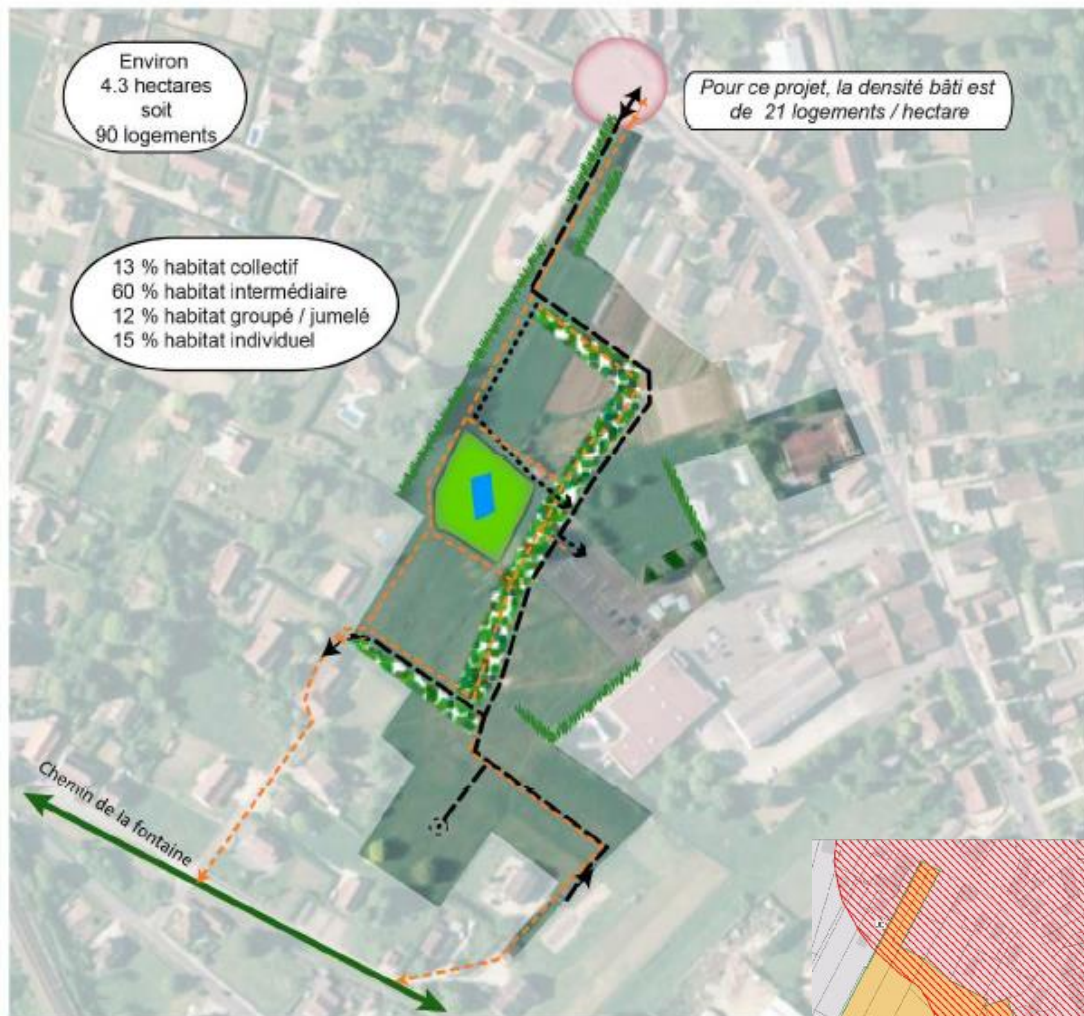 Environ
4.3 hectares
soit
90 logements
Pour ce projet, la densité bâti est
de 21 logements / hectare
13 % habitat collectif
60 % habitat intermédiaire
12 % habitat groupé / jumelé
15 % habitat individuel
Chemin de la fontaine